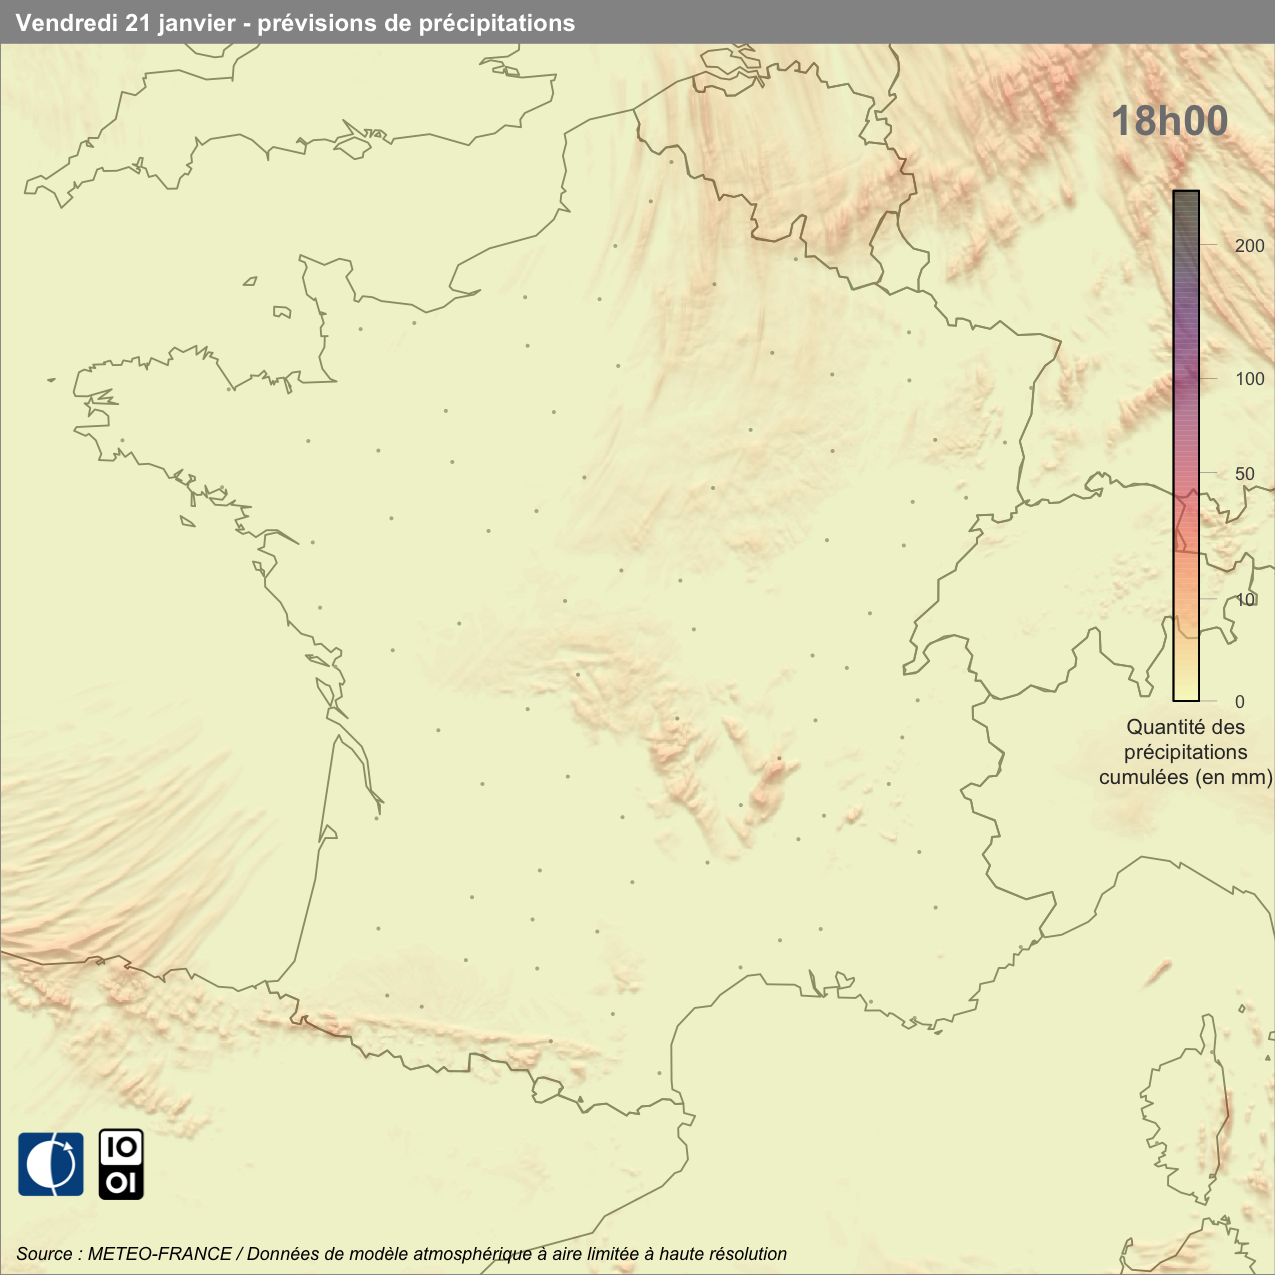 Vendredi 21 janvier - prévisions de précipitations
18h00
200
100
50
10
0
Quantité des
précipitations
cumulées (en mm)
IO
OI
Source : METEO-FRANCE / Données de modèle atmosphérique à aire limitée à haute résolution